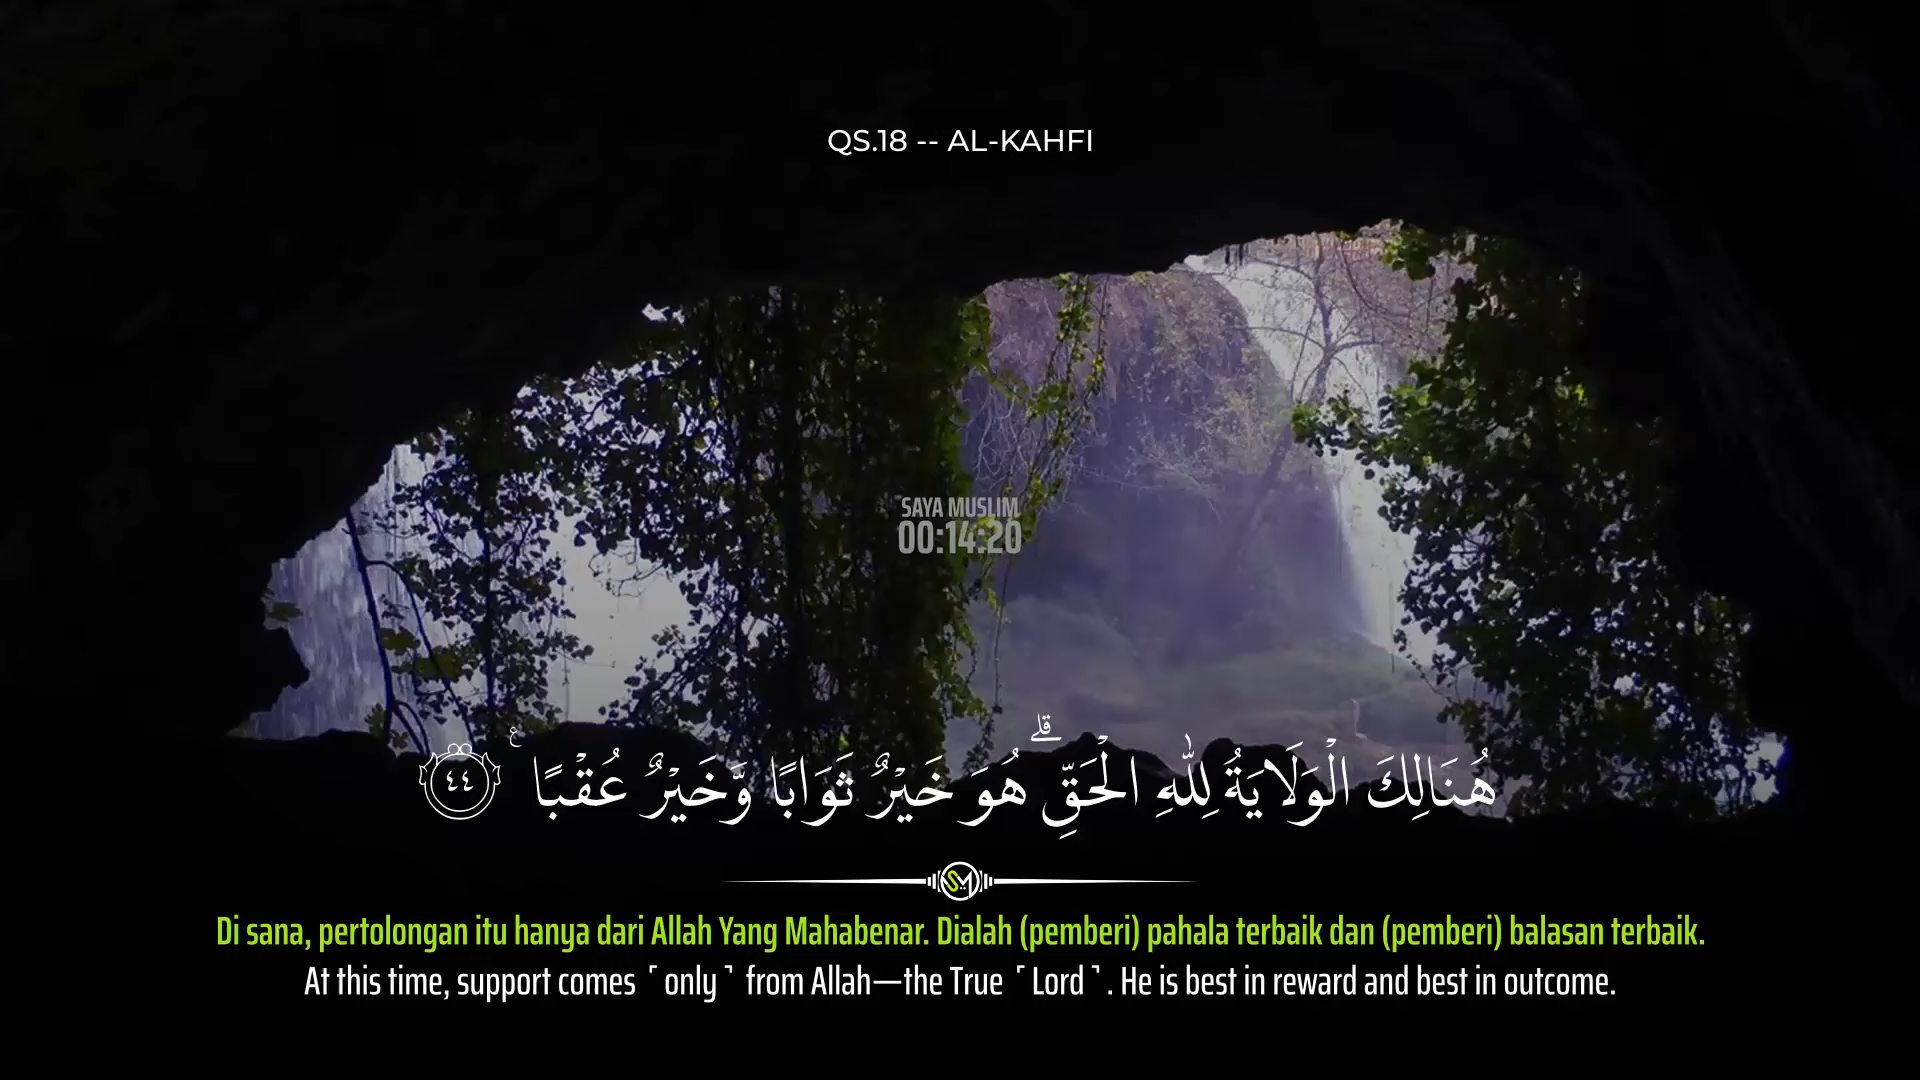 QS.18 -- AL-KAHFI
SAYA MUSLIM
00:14:20
هُنَالِكَ الْوَلَايَةُ لِلّٰهِ الْحَقِّۗ هُوَ خَيْرٌ ثَوَابًا وَّخَيْرٌ عُقْبًا ࣖ ٤٤
SM
Di sana, pertolongan itu hanya dari Allah Yang Mahabenar. Dialah (pemberi) pahala terbaik dan (pemberi) balasan terbaik.
At this time, support comes ˹only˺ from Allah—the True ˹Lord˺. He is best in reward and best in outcome.